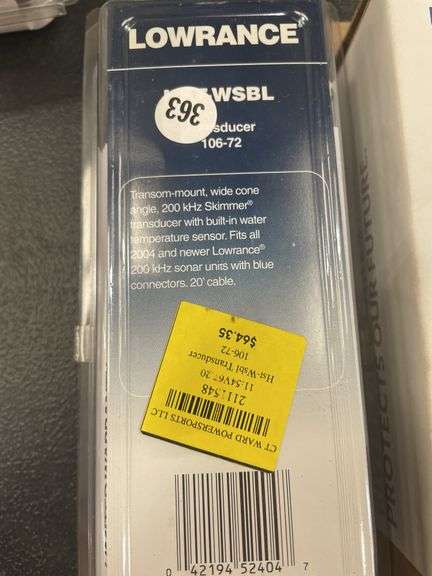 LOWRANCE®
WSBL
363
sducer
106-72
Transom-mount, wide cone
angle, 200 kHz Skimmer®
transducer with built-in water
temperature sensor. Fits all
2004 and newer Lowrance®
200 kHz sonar units with blue
connectors. 20' cable.
CT WARD POWERSPORTS LLC
2111548
Hst-Wsbl Transducer
106-72
$64.35
0 42194 52404 7